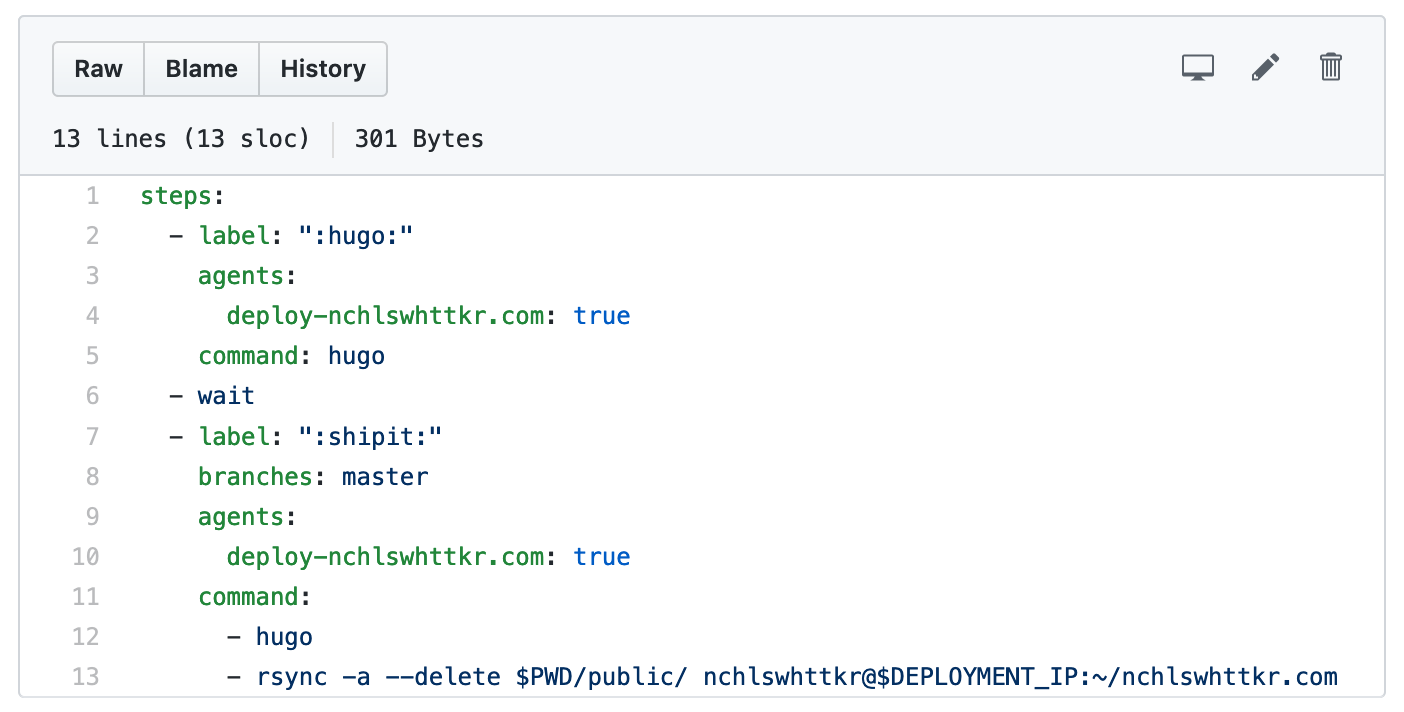 Raw Blame History
13 lines (13 sloc) 301 Bytes
1 steps:
2   - label: ":hugo:"
3     agents:
4       deploy-nchlswhttkr.com: true
5     command: hugo
6   - wait
7   - label: ":shipit:"
8     branches: master
9     agents:
10       deploy-nchlswhttkr.com: true
11     command:
12       - hugo
13       - rsync -a --delete $PWD/public/ nchlswhttkr@$DEPLOYMENT_IP:~/nchlswhttkr.com